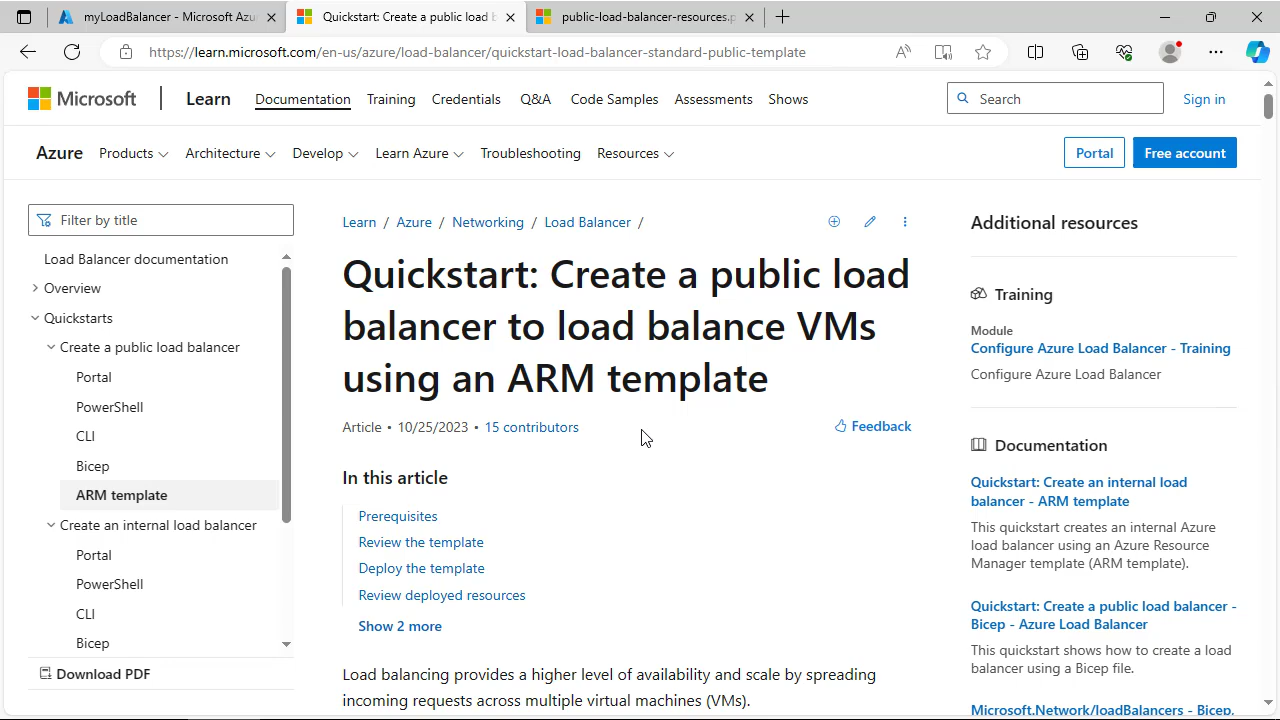 myLoadBalancer - Microsoft Azu
Quickstart: Create a public load b
public-load-balancer-resources.p
https://learn.microsoft.com/en-us/azure/load-balancer/quickstart-load-balancer-standard-public-template
Microsoft
Learn
Documentation
Training
Credentials
Q&A
Code Samples
Assessments
Shows
Search
Sign in
Azure
Products
Architecture
Develop
Learn Azure
Troubleshooting
Resources
Portal
Free account
Filter by title
Load Balancer documentation
Overview
Quickstarts
Create a public load balancer
Portal
PowerShell
CLI
Bicep
ARM template
Create an internal load balancer
Portal
PowerShell
CLI
Bicep
Download PDF
Learn / Azure / Networking / Load Balancer /
Quickstart: Create a public load
balancer to load balance VMs
using an ARM template
Article • 10/25/2023 • 15 contributors
Feedback
In this article
Prerequisites
Review the template
Deploy the template
Review deployed resources
Show 2 more
Load balancing provides a higher level of availability and scale by spreading
incoming requests across multiple virtual machines (VMs).
Additional resources
Training
Module
Configure Azure Load Balancer - Training
Configure Azure Load Balancer
Documentation
Quickstart: Create an internal load
balancer - ARM template
This quickstart creates an internal Azure
load balancer using an Azure Resource
Manager template (ARM template).
Quickstart: Create a public load balancer -
Bicep - Azure Load Balancer
This quickstart shows how to create a load
balancer using a Bicep file.
Microsoft.Network/loadBalancers - Bicep,